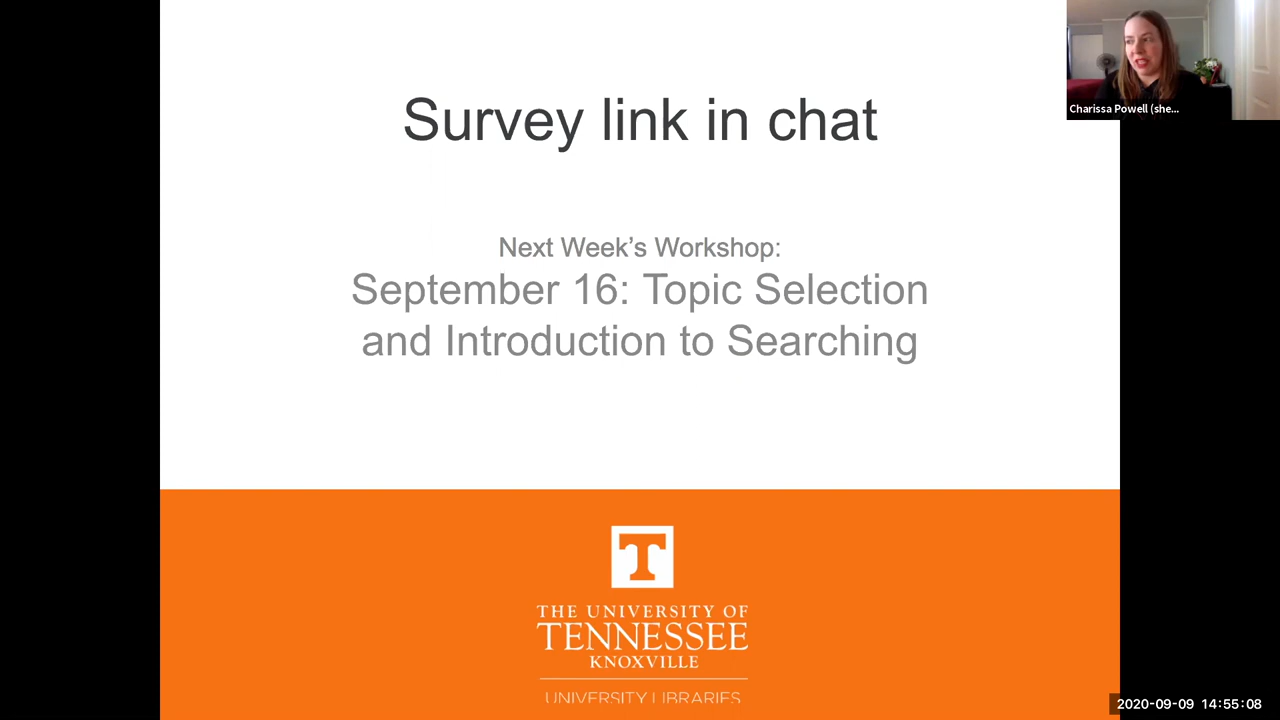 Survey link in chat
Charissa Powell (she...
Next Week's Workshop:
September 16: Topic Selection
and Introduction to Searching
T
THE UNIVERSITY OF
TENNESSEE
KNOXVILLE
UNIVERSITY LIBRARIES
2020-09-09 14:55:08